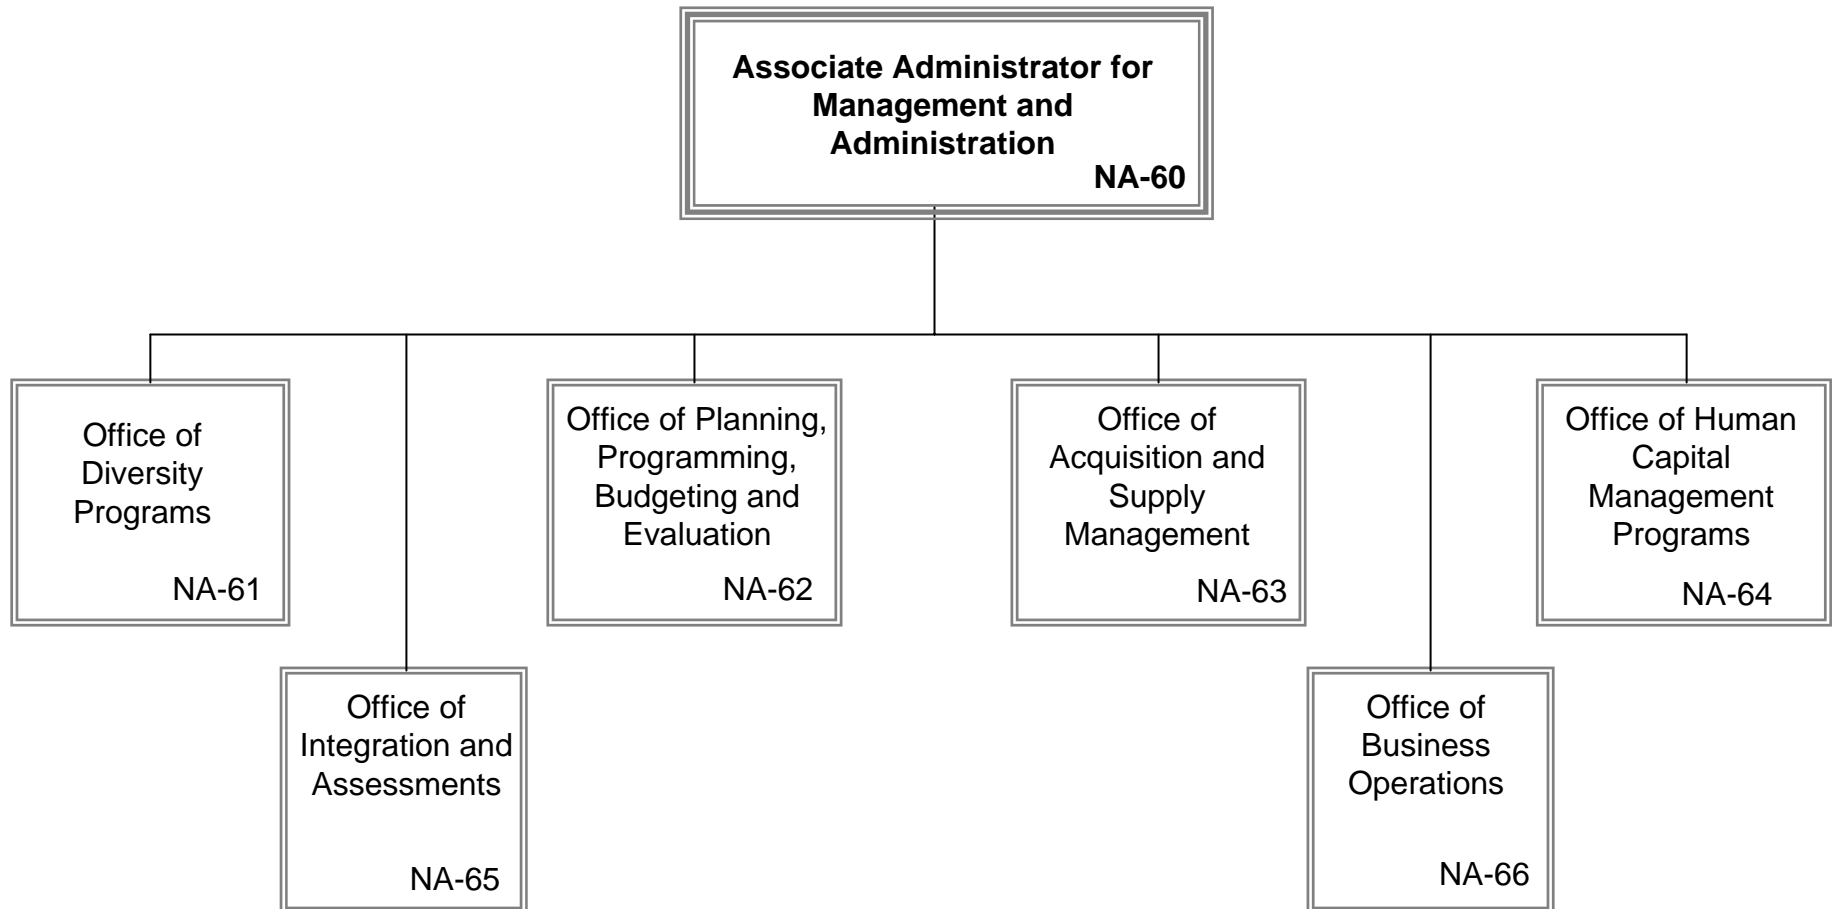 Associate Administrator for
Management and
Administration
NA-60
Office of
Diversity
Programs
NA-61
Office of Planning,
Programming,
Budgeting and
Evaluation
NA-62
Office of
Acquisition and
Supply
Management
NA-63
Office of Human
Capital
Management
Programs
NA-64
Office of
Integration and
Assessments
NA-65
Office of
Business
Operations
NA-66